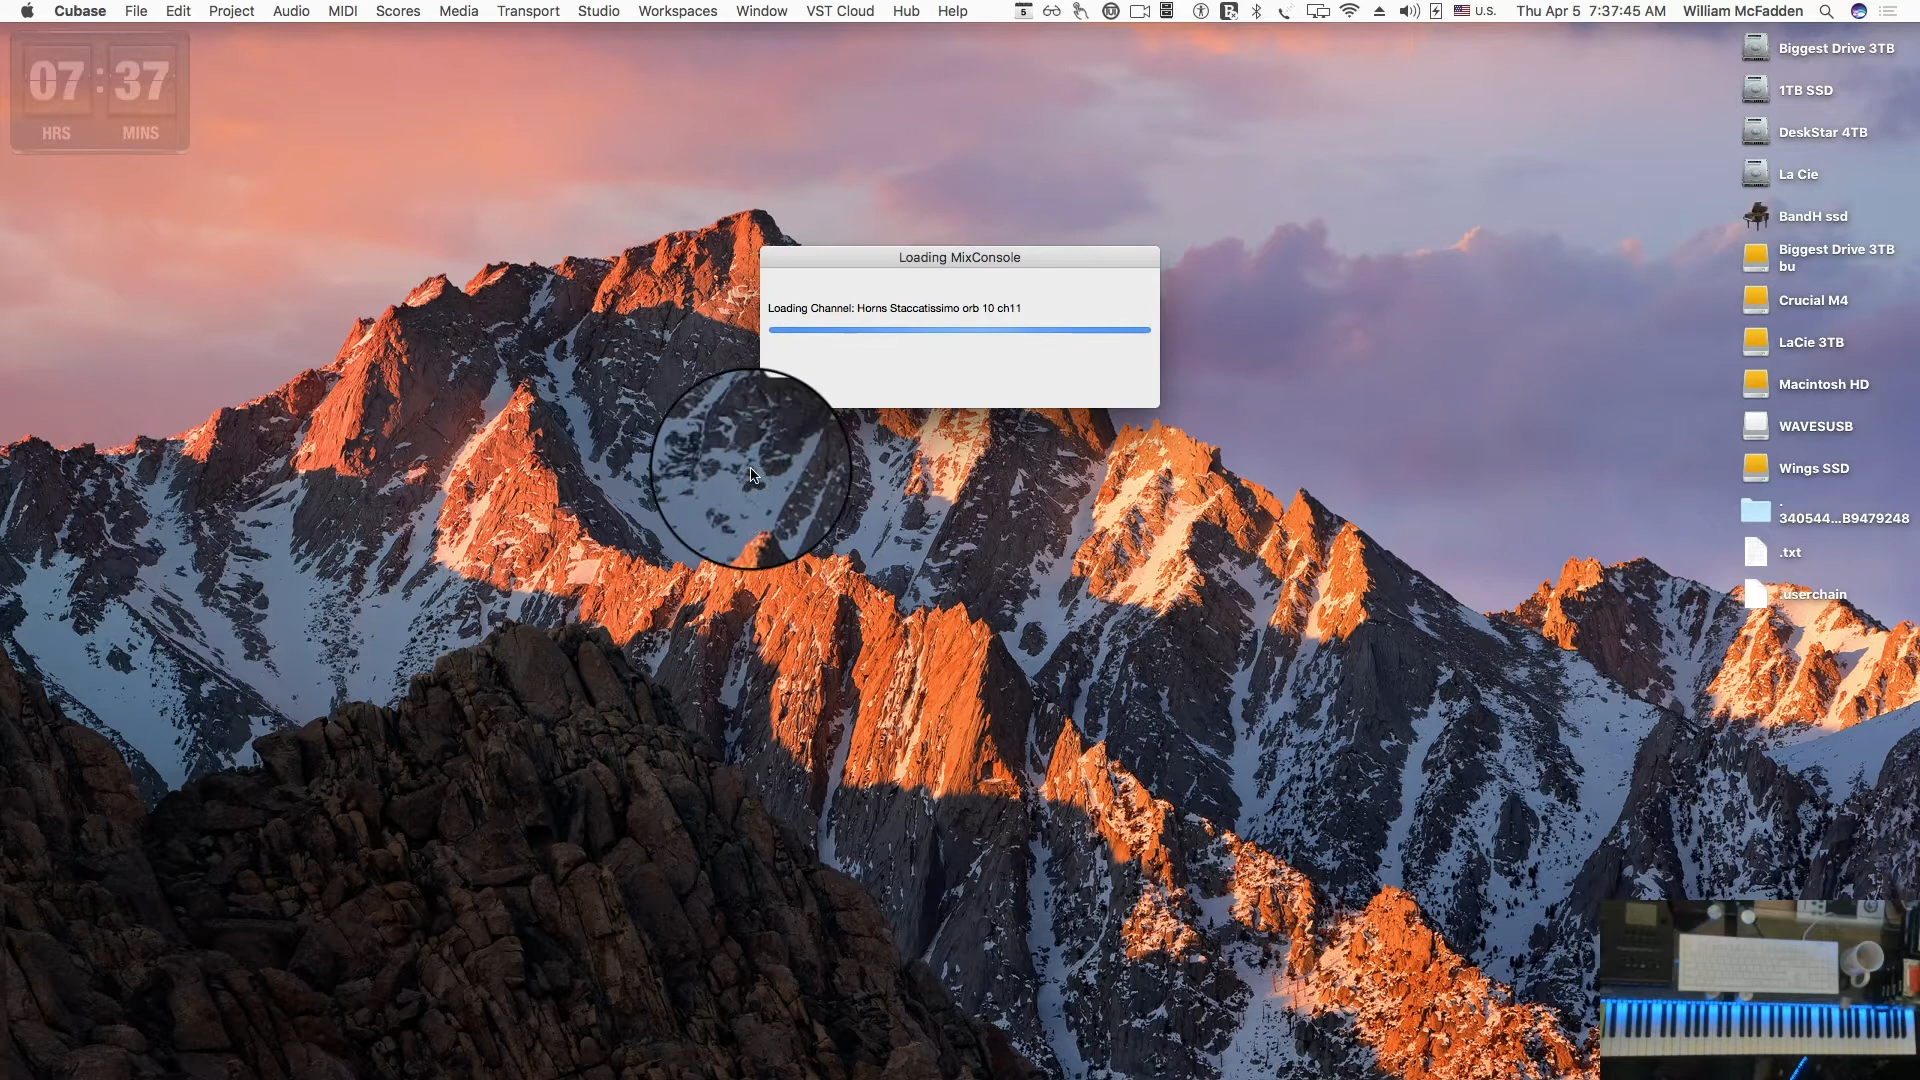 Cubase File Edit Project Audio MIDI Scores Media Transport Studio Workspaces Window VST Cloud Hub Help 5 U.S. Thu Apr 5 7:37:45 AM William McFadden
07:37
HRS MINS
Loading MixConsole
Loading Channel: Horns Staccatissimo orb 10 ch11
Biggest Drive 3TB
1TB SSD
DeskStar 4TB
La Cie
BandH ssd
Biggest Drive 3TB
bu
Crucial M4
LaCie 3TB
Macintosh HD
WAVESUSB
Wings SSD
.
340544...B9479248
.txt
.userchain